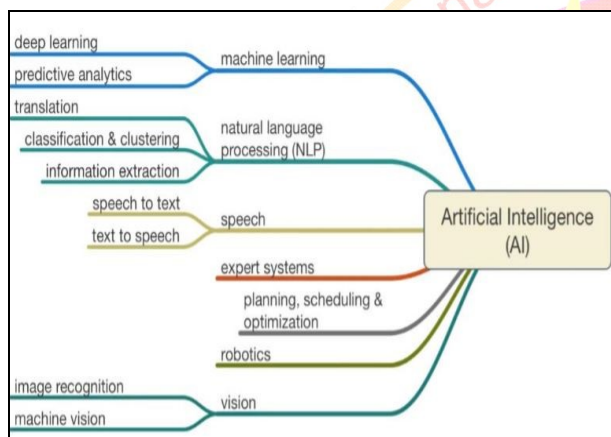 deep learning
predictive analytics
machine learning
translation
classification & clustering
information extraction
natural language
processing (NLP)
speech to text
text to speech
speech
expert systems
planning, scheduling &
optimization
robotics
image recognition
machine vision
vision
Artificial Intelligence
(AI)